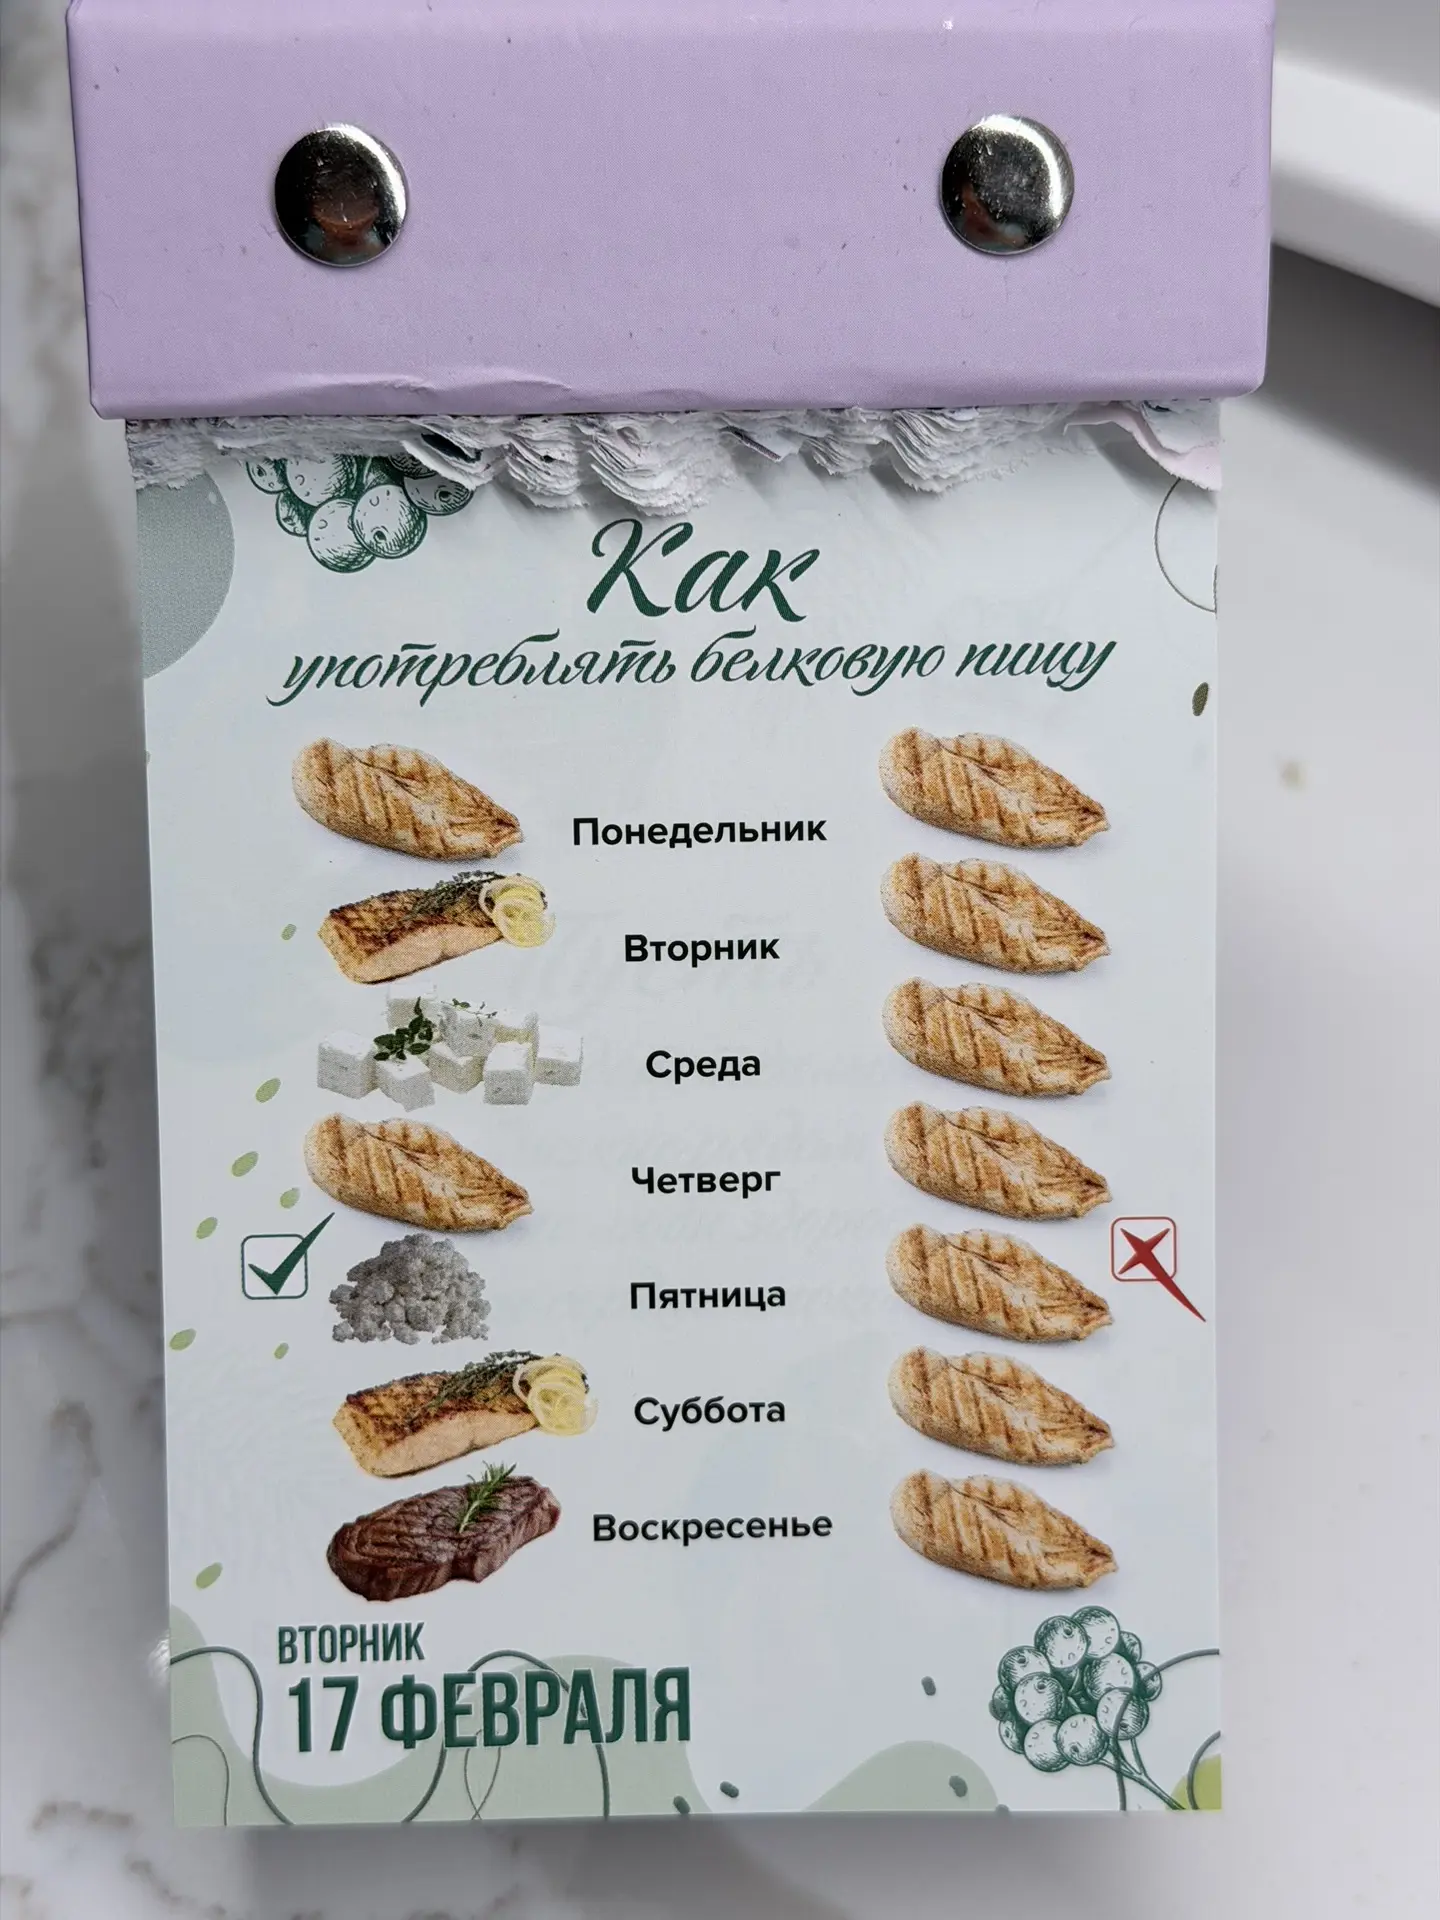 Как
употреблять белковую пищу
Понедельник
Вторник
Среда
Четверг
Пятница
Суббота
Воскресенье
ВТОРНИК
17 ФЕВРАЛЯ